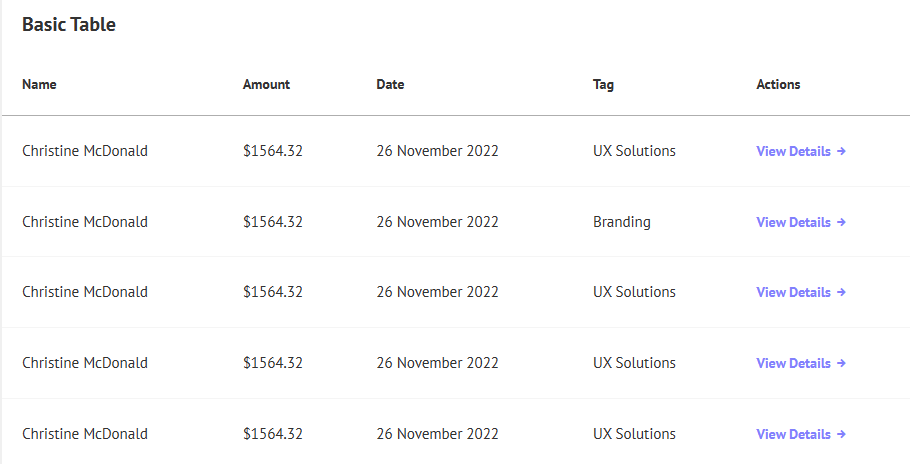 Basic Table
Name Amount Date Tag Actions
Christine McDonald $1564.32 26 November 2022 UX Solutions View Details →
Christine McDonald $1564.32 26 November 2022 Branding View Details →
Christine McDonald $1564.32 26 November 2022 UX Solutions View Details →
Christine McDonald $1564.32 26 November 2022 UX Solutions View Details →
Christine McDonald $1564.32 26 November 2022 UX Solutions View Details →